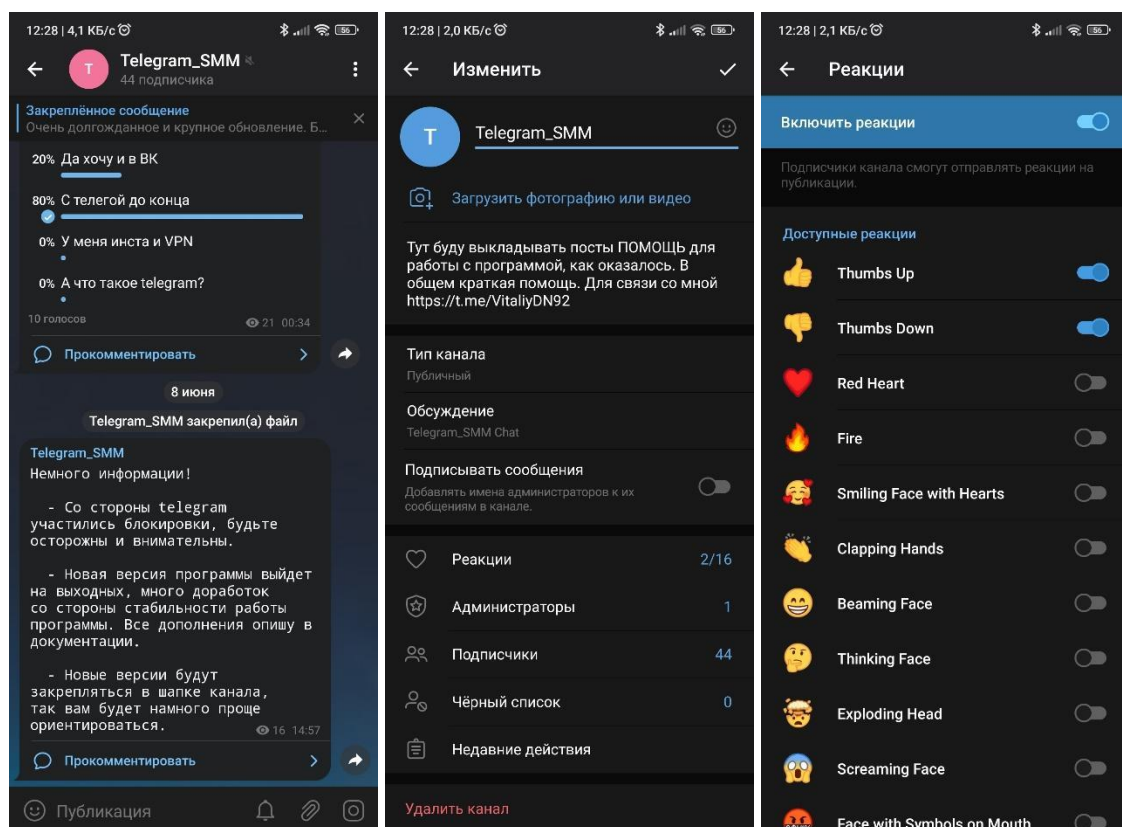 12:28 | 4,1 КБ/с
56
T
Telegram_SMM
44 подписчика
Закреплённое сообщение
Очень долгожданное и крупное обновление. Б...
20% Да хочу и в ВК
80% С телегой до конца
0% У меня инста и VPN
0% А что такое telegram?
10 голосов
21 00:34
Прокомментировать
8 июня
Telegram_SMM закрепил(а) файл
Telegram_SMM
Немного информации!
- Со стороны telegram
участились блокировки, будьте
осторожны и внимательны.
- Новая версия программы выйдет
на выходных, много доработок
со стороны стабильности работы
программы. Все дополнения опишу в
документации.
- Новые версии будут
закрепляться в шапке канала,
так вам будет намного проще
ориентироваться.
16 14:57
Прокомментировать
Публикация
12:28 | 2,0 КБ/с
56
Изменить
T
Telegram_SMM
Загрузить фотографию или видео
Тут буду выкладывать посты ПОМОЩЬ для
работы с программой, как оказалось. В
общем краткая помощь. Для связи со мной
https://t.me/VitaliyDN92
Тип канала
Публичный
Обсуждение
Telegram_SMM Chat
Подписывать сообщения
Добавлять имена администраторов к их
сообщениям в канале.
Реакции 2/16
Администраторы 1
Подписчики 44
Чёрный список 0
Недавние действия
Удалить канал
12:28 | 2,1 КБ/с
56
Реакции
Включить реакции
Подписчики канала смогут отправлять реакции на
публикации.
Доступные реакции
Thumbs Up
Thumbs Down
Red Heart
Fire
Smiling Face with Hearts
Clapping Hands
Beaming Face
Thinking Face
Exploding Head
Screaming Face
Face with Symbols on Mouth